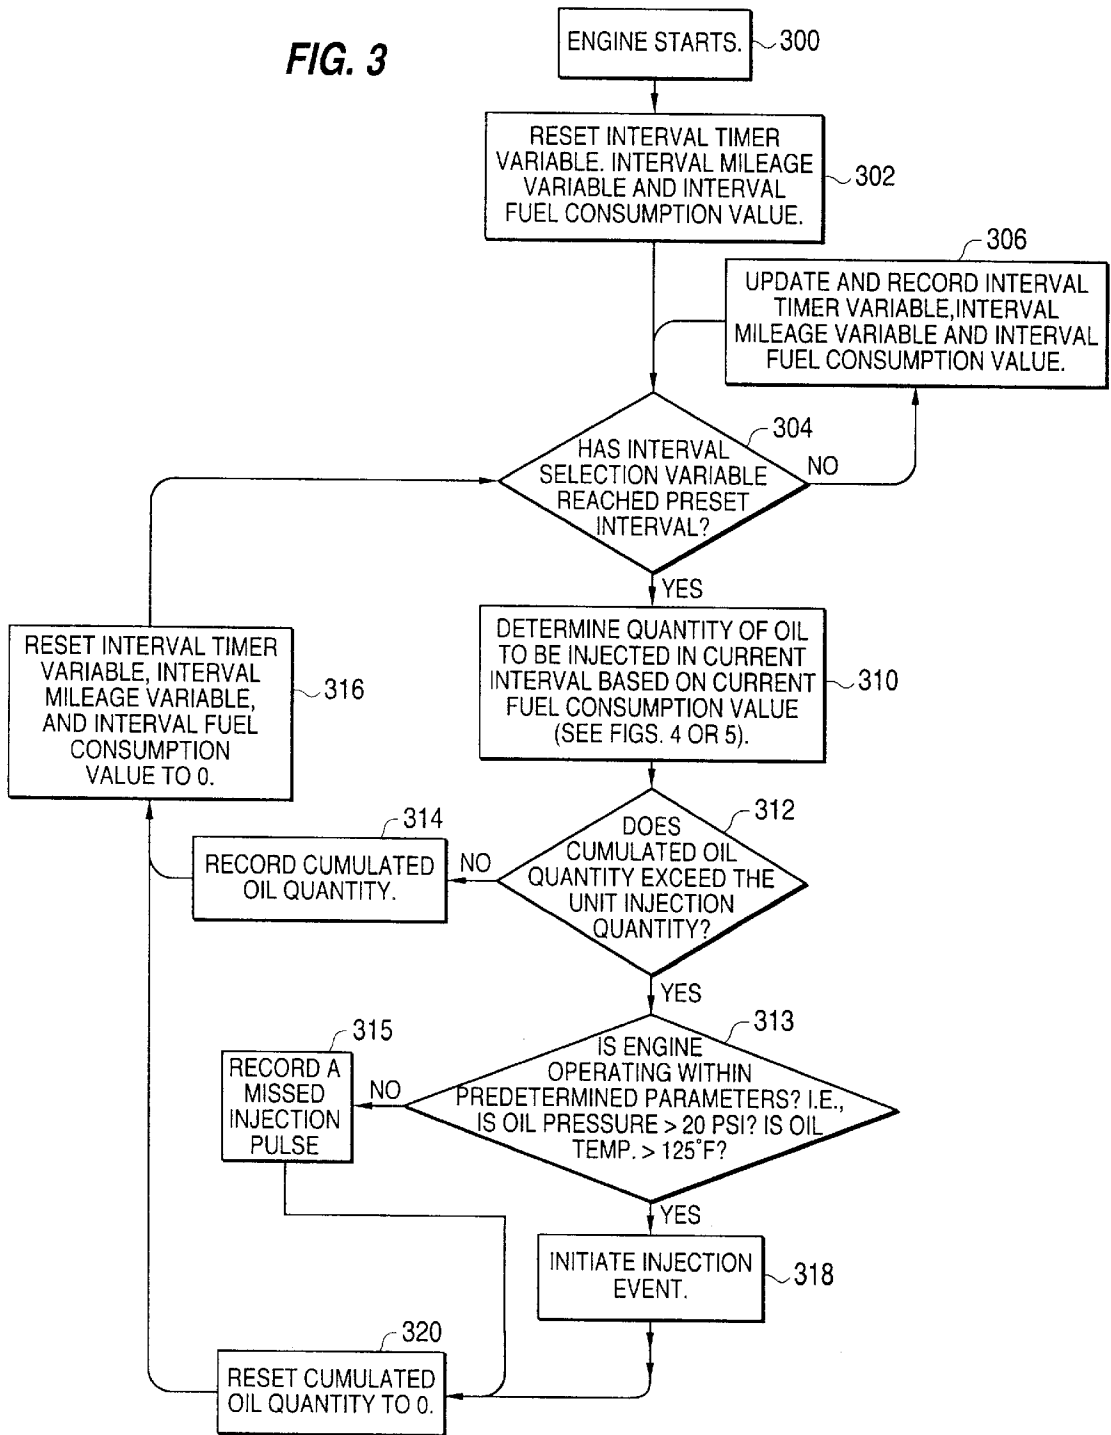 FIG. 3
ENGINE STARTS.
300
RESET INTERVAL TIMER
VARIABLE. INTERVAL MILEAGE
VARIABLE AND INTERVAL
FUEL CONSUMPTION VALUE.
302
306
UPDATE AND RECORD INTERVAL
TIMER VARIABLE,INTERVAL
MILEAGE VARIABLE AND INTERVAL
FUEL CONSUMPTION VALUE.
304
HAS INTERVAL
SELECTION VARIABLE
REACHED PRESET
INTERVAL?
NO
YES
RESET INTERVAL TIMER
VARIABLE, INTERVAL
MILEAGE VARIABLE,
AND INTERVAL FUEL
CONSUMPTION
VALUE TO 0.
316
DETERMINE QUANTITY OF OIL
TO BE INJECTED IN CURRENT
INTERVAL BASED ON CURRENT
FUEL CONSUMPTION VALUE
(SEE FIGS. 4 OR 5).
310
312
DOES
CUMULATED OIL
QUANTITY EXCEED THE
UNIT INJECTION
QUANTITY?
NO
314
RECORD CUMULATED
OIL QUANTITY.
YES
313
IS ENGINE
OPERATING WITHIN
PREDETERMINED PARAMETERS? I.E.,
IS OIL PRESSURE > 20 PSI? IS OIL
TEMP. > 125°F?
NO
315
RECORD A
MISSED
INJECTION
PULSE
YES
INITIATE INJECTION
EVENT.
318
320
RESET CUMULATED
OIL QUANTITY TO 0.